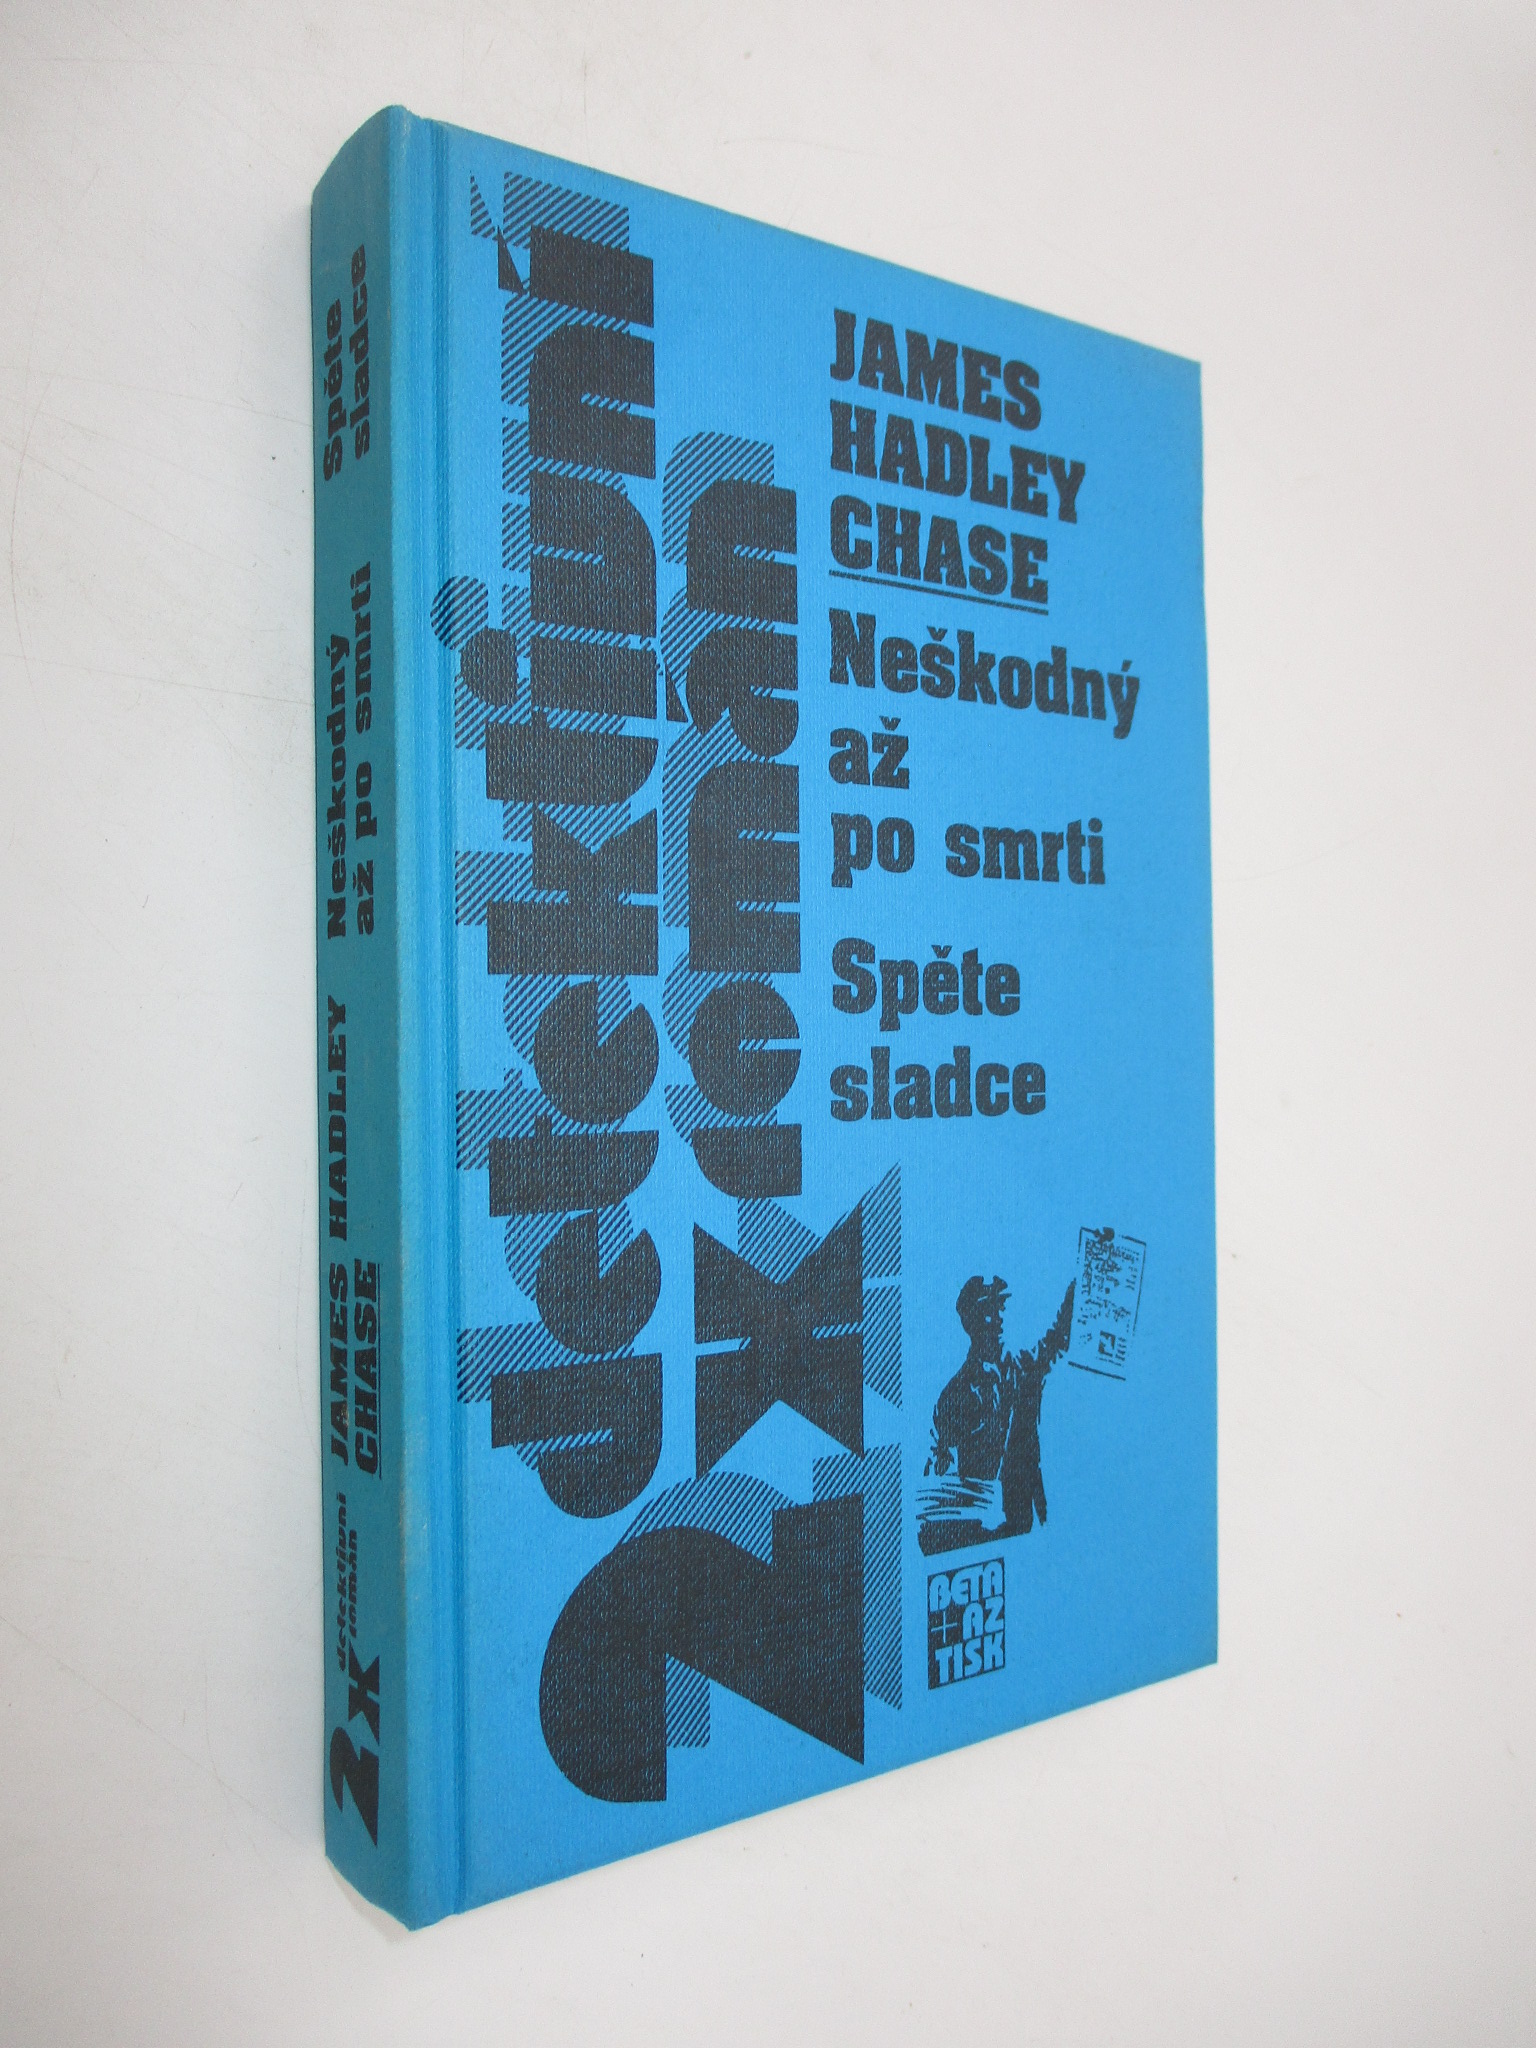 2x detektivní
román
JAMES
HADLEY
CHASE
Neškodný
až
po smrti
Spěte
sladce
BETA
+ AZ
TISK
2x detektivní
román
JAMES HADLEY
CHASE
Neškodný
až po smrti
Spěte
sladce